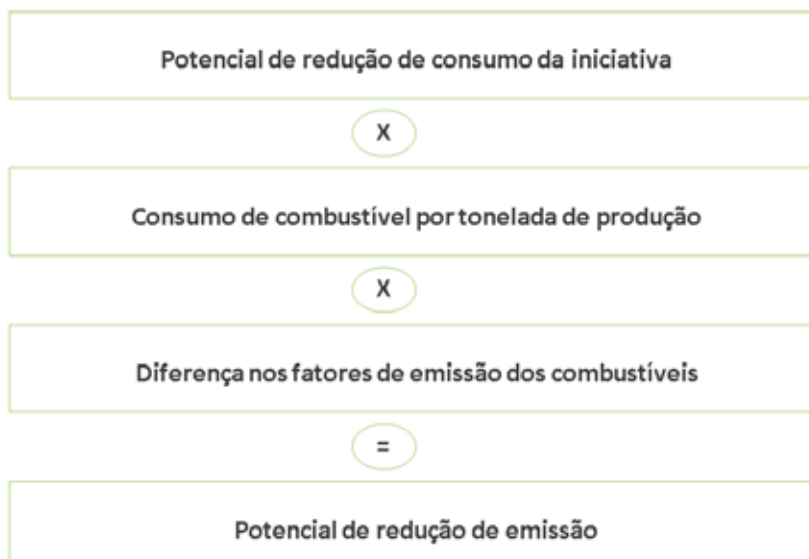 Potencial de redução de consumo da iniciativa
X
Consumo de combustível por tonelada de produção
X
Diferença nos fatores de emissão dos combustíveis
=
Potencial de redução de emissão